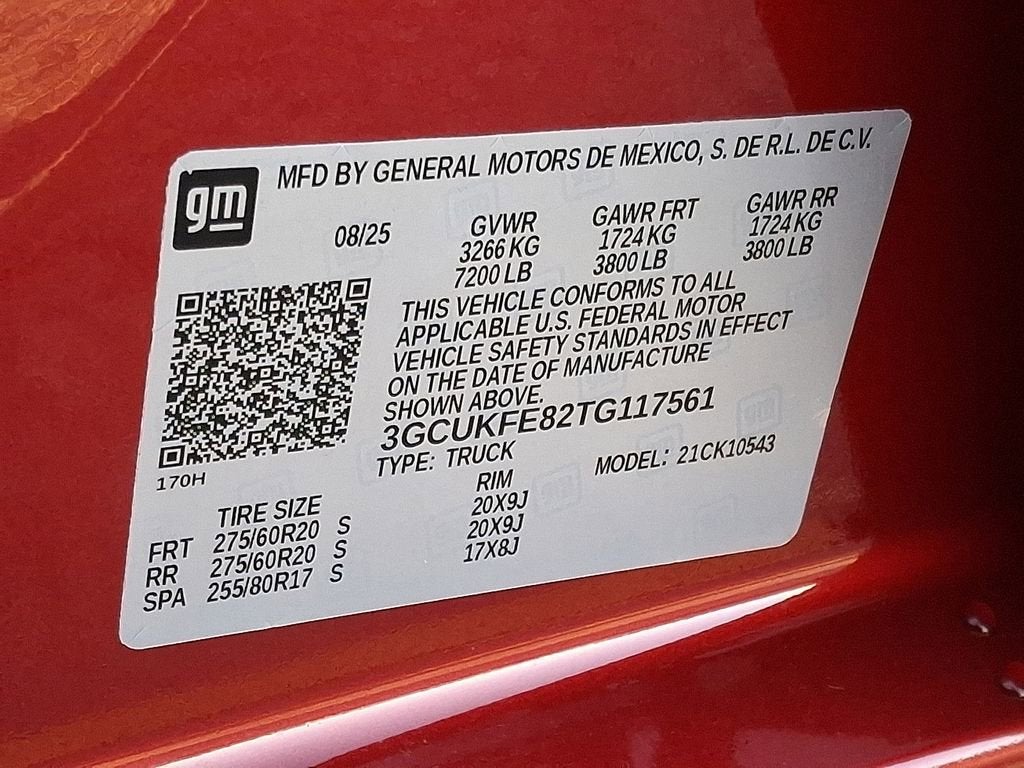 gm
MFD BY GENERAL MOTORS DE MEXICO, S. DE R.L. DE C.V.
08/25 GVWR GAWR FRT GAWR RR
3266 KG 1724 KG 1724 KG
7200 LB 3800 LB 3800 LB
THIS VEHICLE CONFORMS TO ALL
APPLICABLE U.S. FEDERAL MOTOR
VEHICLE SAFETY STANDARDS IN EFFECT
ON THE DATE OF MANUFACTURE
SHOWN ABOVE.
3GCUKFE82TG117561
TYPE: TRUCK MODEL: 21CK10543
170H
TIRE SIZE RIM
FRT 275/60R20 S 20X9J
RR 275/60R20 S 20X9J
SPA 255/80R17 S 17X8J